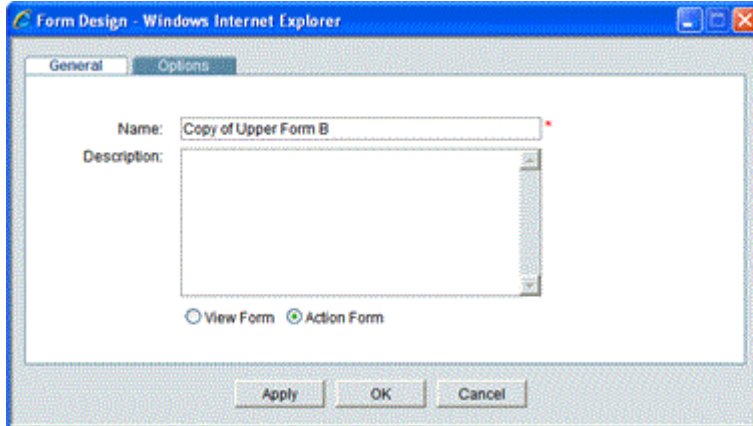 Form Design - Windows Internet Explorer
General Options
Name: Copy of Upper Form B *
Description:
View Form Action Form
Apply OK Cancel